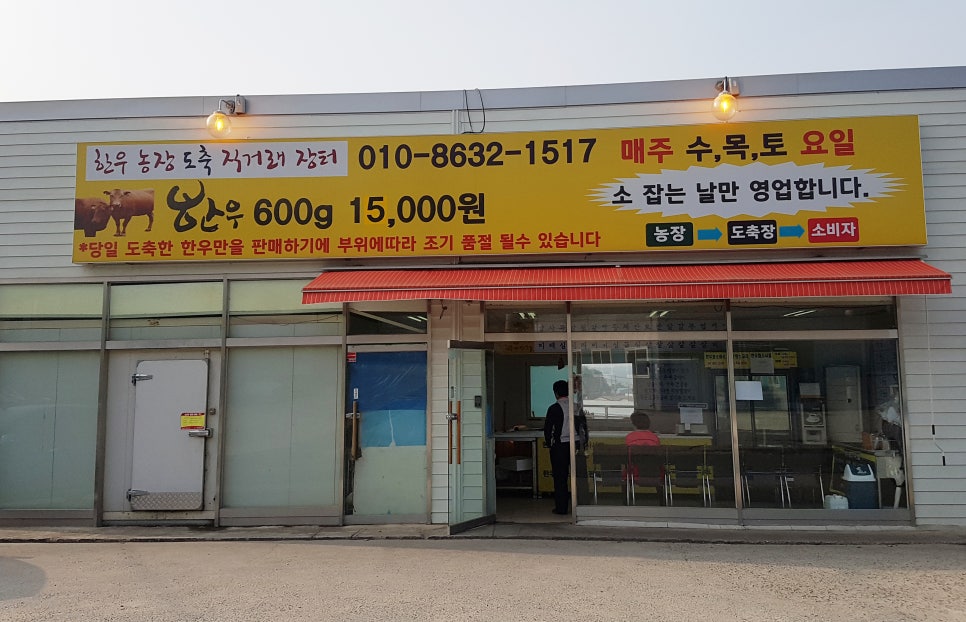 한우 농장 도축 직거래 장터
010-8632-1517
매주 수,목,토 요일
소 잡는 날만 영업합니다.
한우 600g 15,000원
농장 도축장 소비자
*당일 도축한 한우만을 판매하기에 부위에따라 조기 품절 될수 있습니다